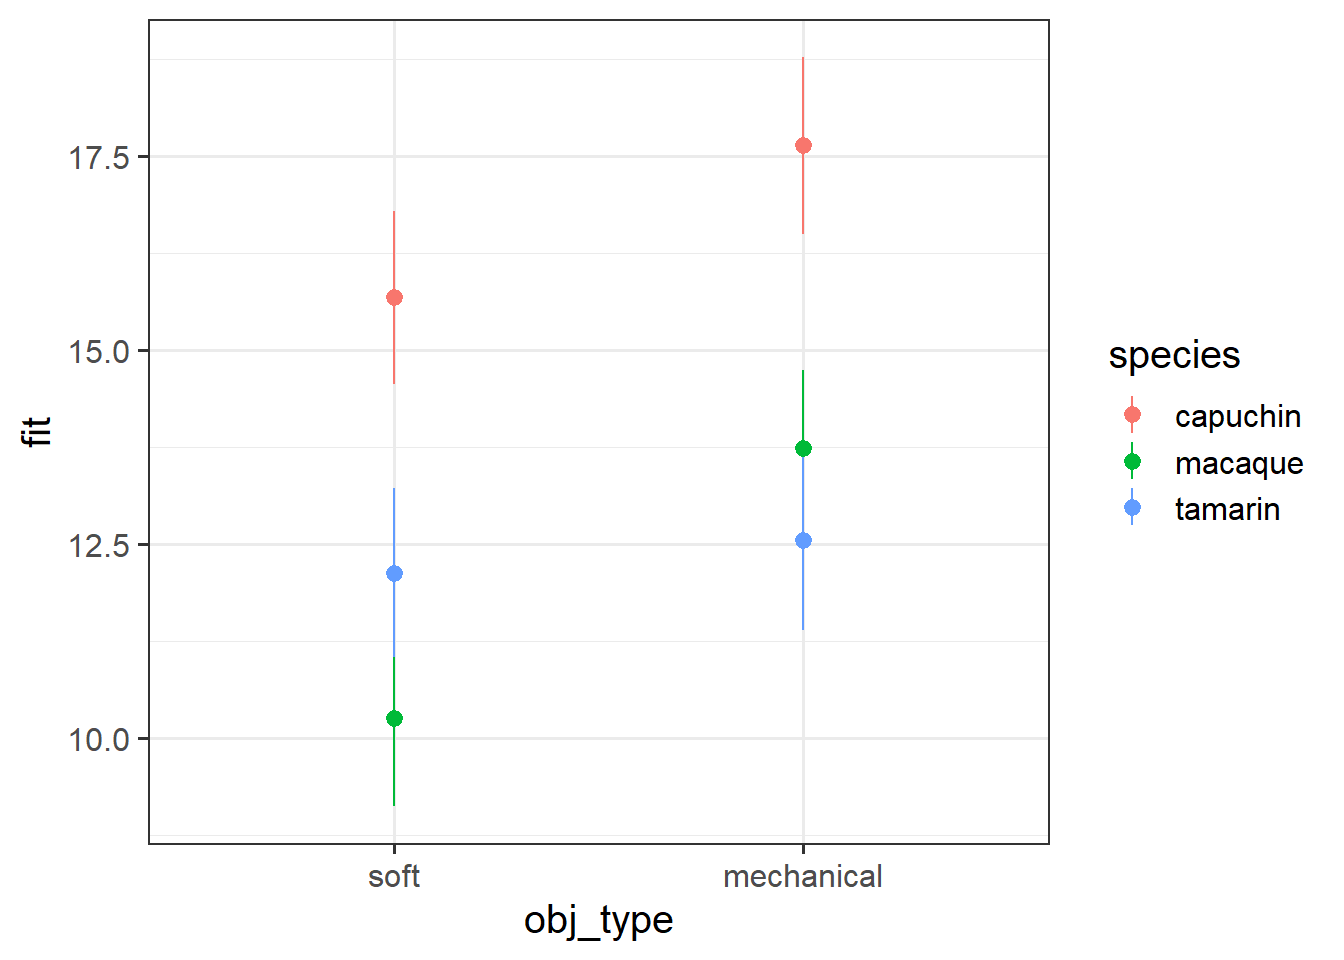 17.5
15.0
12.5
10.0
fit
soft
mechanical
obj_type
species
capuchin
macaque
tamarin